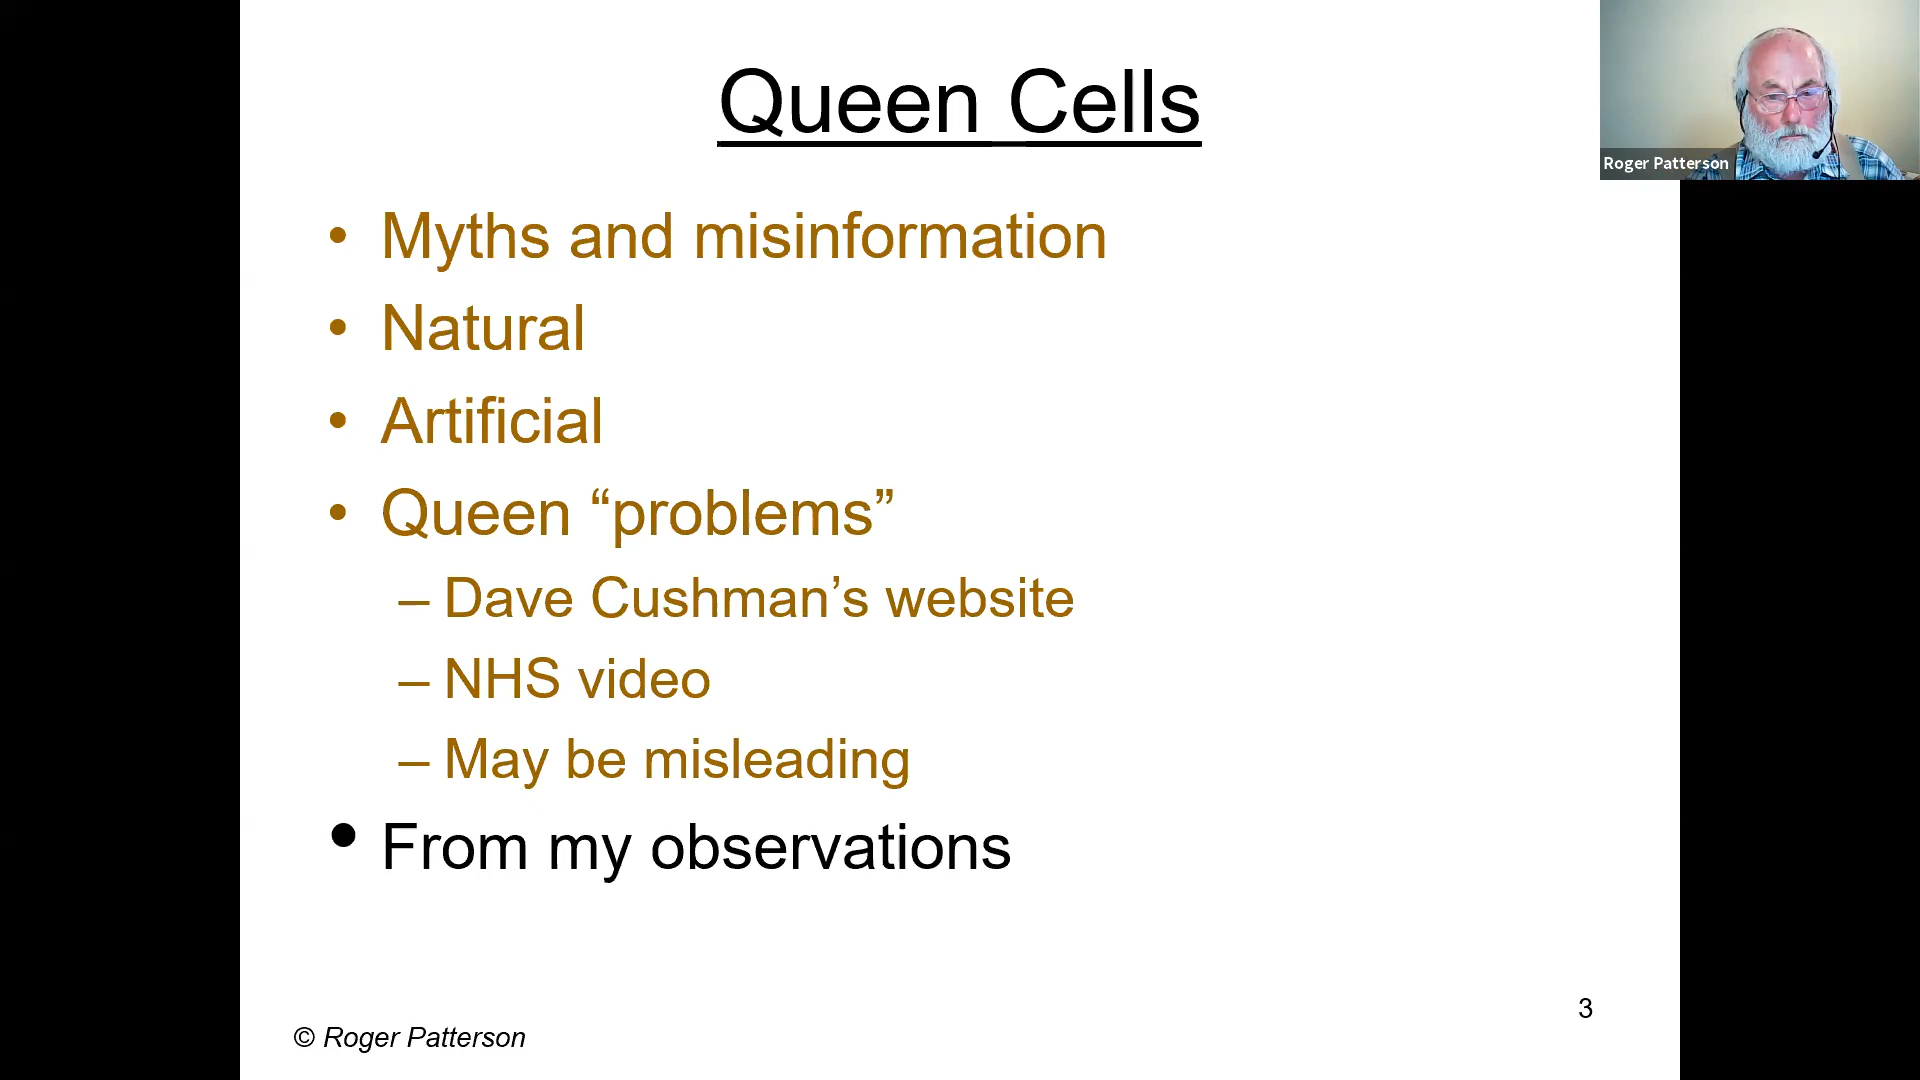 Queen Cells
Roger Patterson
• Myths and misinformation
• Natural
• Artificial
• Queen “problems”
– Dave Cushman’s website
– NHS video
– May be misleading
• From my observations
3
© Roger Patterson